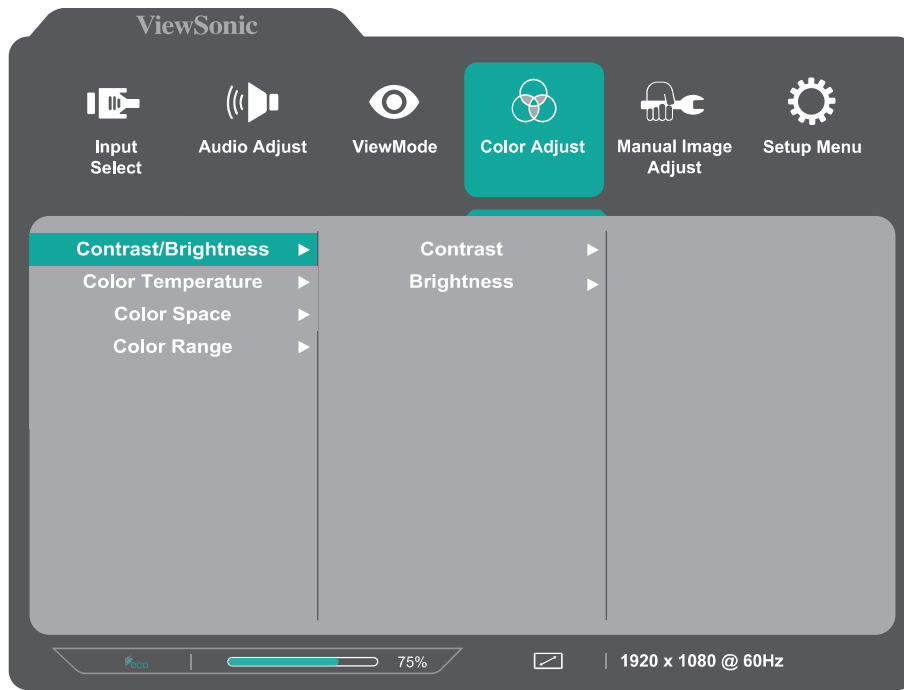 ViewSonic
Input Select
Audio Adjust
ViewMode
Color Adjust
Manual Image Adjust
Setup Menu
Contrast/Brightness
Contrast
Color Temperature
Brightness
Color Space
Color Range
eco
75%
1920 x 1080 @ 60Hz